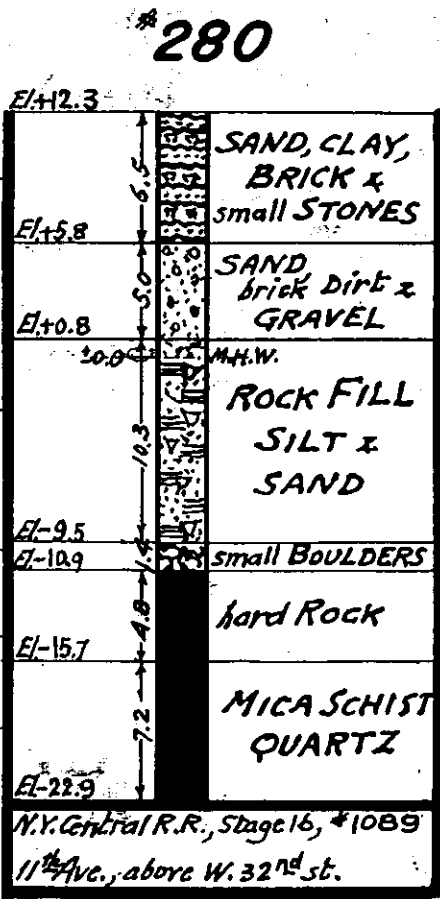 #280
El.+12.3
6.5
SAND, CLAY,
BRICK &
small STONES
El.+5.8
5.0
SAND,
brick Dirt &
GRAVEL
El.+0.8
±0.0
M.H.W.
10.3
ROCK FILL
SILT &
SAND
El.-9.5
1.4
small BOULDERS
El.-10.9
4.8
hard ROCK
El.-15.7
7.2
MICA SCHIST
QUARTZ
El.-22.9
N.Y. Central R.R., Stage 16, #1089
11th Ave., above W. 32nd st.